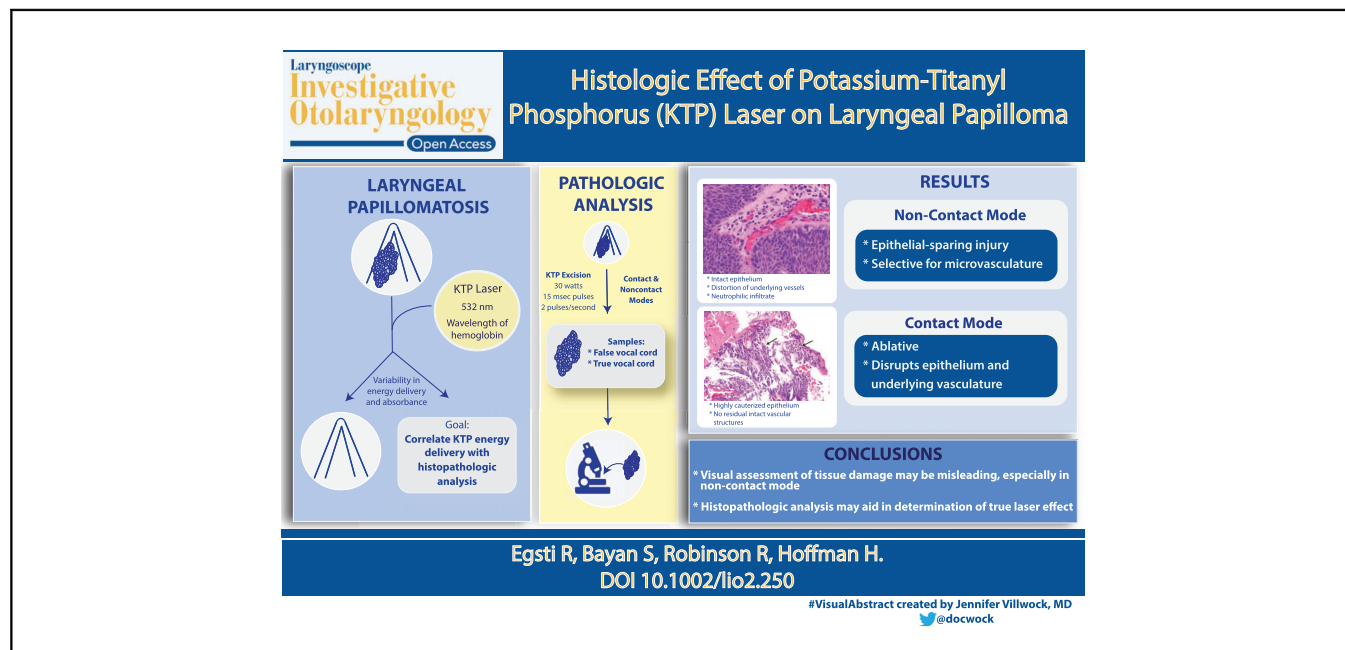 Laryngoscope
Investigative
Otolaryngology
Open Access
Histologic Effect of Potassium-Titanyl
Phosphorus (KTP) Laser on Laryngeal Papilloma
LARYNGEAL
PAPILLOMATOSIS
KTP Laser
532 nm
Wavelength of
hemoglobin
Variability in
energy delivery
and absorbance
Goal:
Correlate KTP energy
delivery with
histopathologic
analysis
PATHOLOGIC
ANALYSIS
KTP Excision
30 watts
15 msec pulses
2 pulses/second
Contact &
Noncontact
Modes
Samples:
* False vocal cord
* True vocal cord
RESULTS
* Intact epithelium
* Distortion of underlying vessels
* Neutrophilic infiltrate
Non-Contact Mode
* Epithelial-sparing injury
* Selective for microvasculature
* Highly cauterized epithelium
* No residual intact vascular
structures
Contact Mode
* Ablative
* Disrupts epithelium and
underlying vasculature
CONCLUSIONS
* Visual assessment of tissue damage may be misleading, especially in
non-contact mode
* Histopathologic analysis may aid in determination of true laser effect
Egsti R, Bayan S, Robinson R, Hoffman H.
DOI 10.1002/lio2.250
#VisualAbstract created by Jennifer Villwock, MD
@docwock